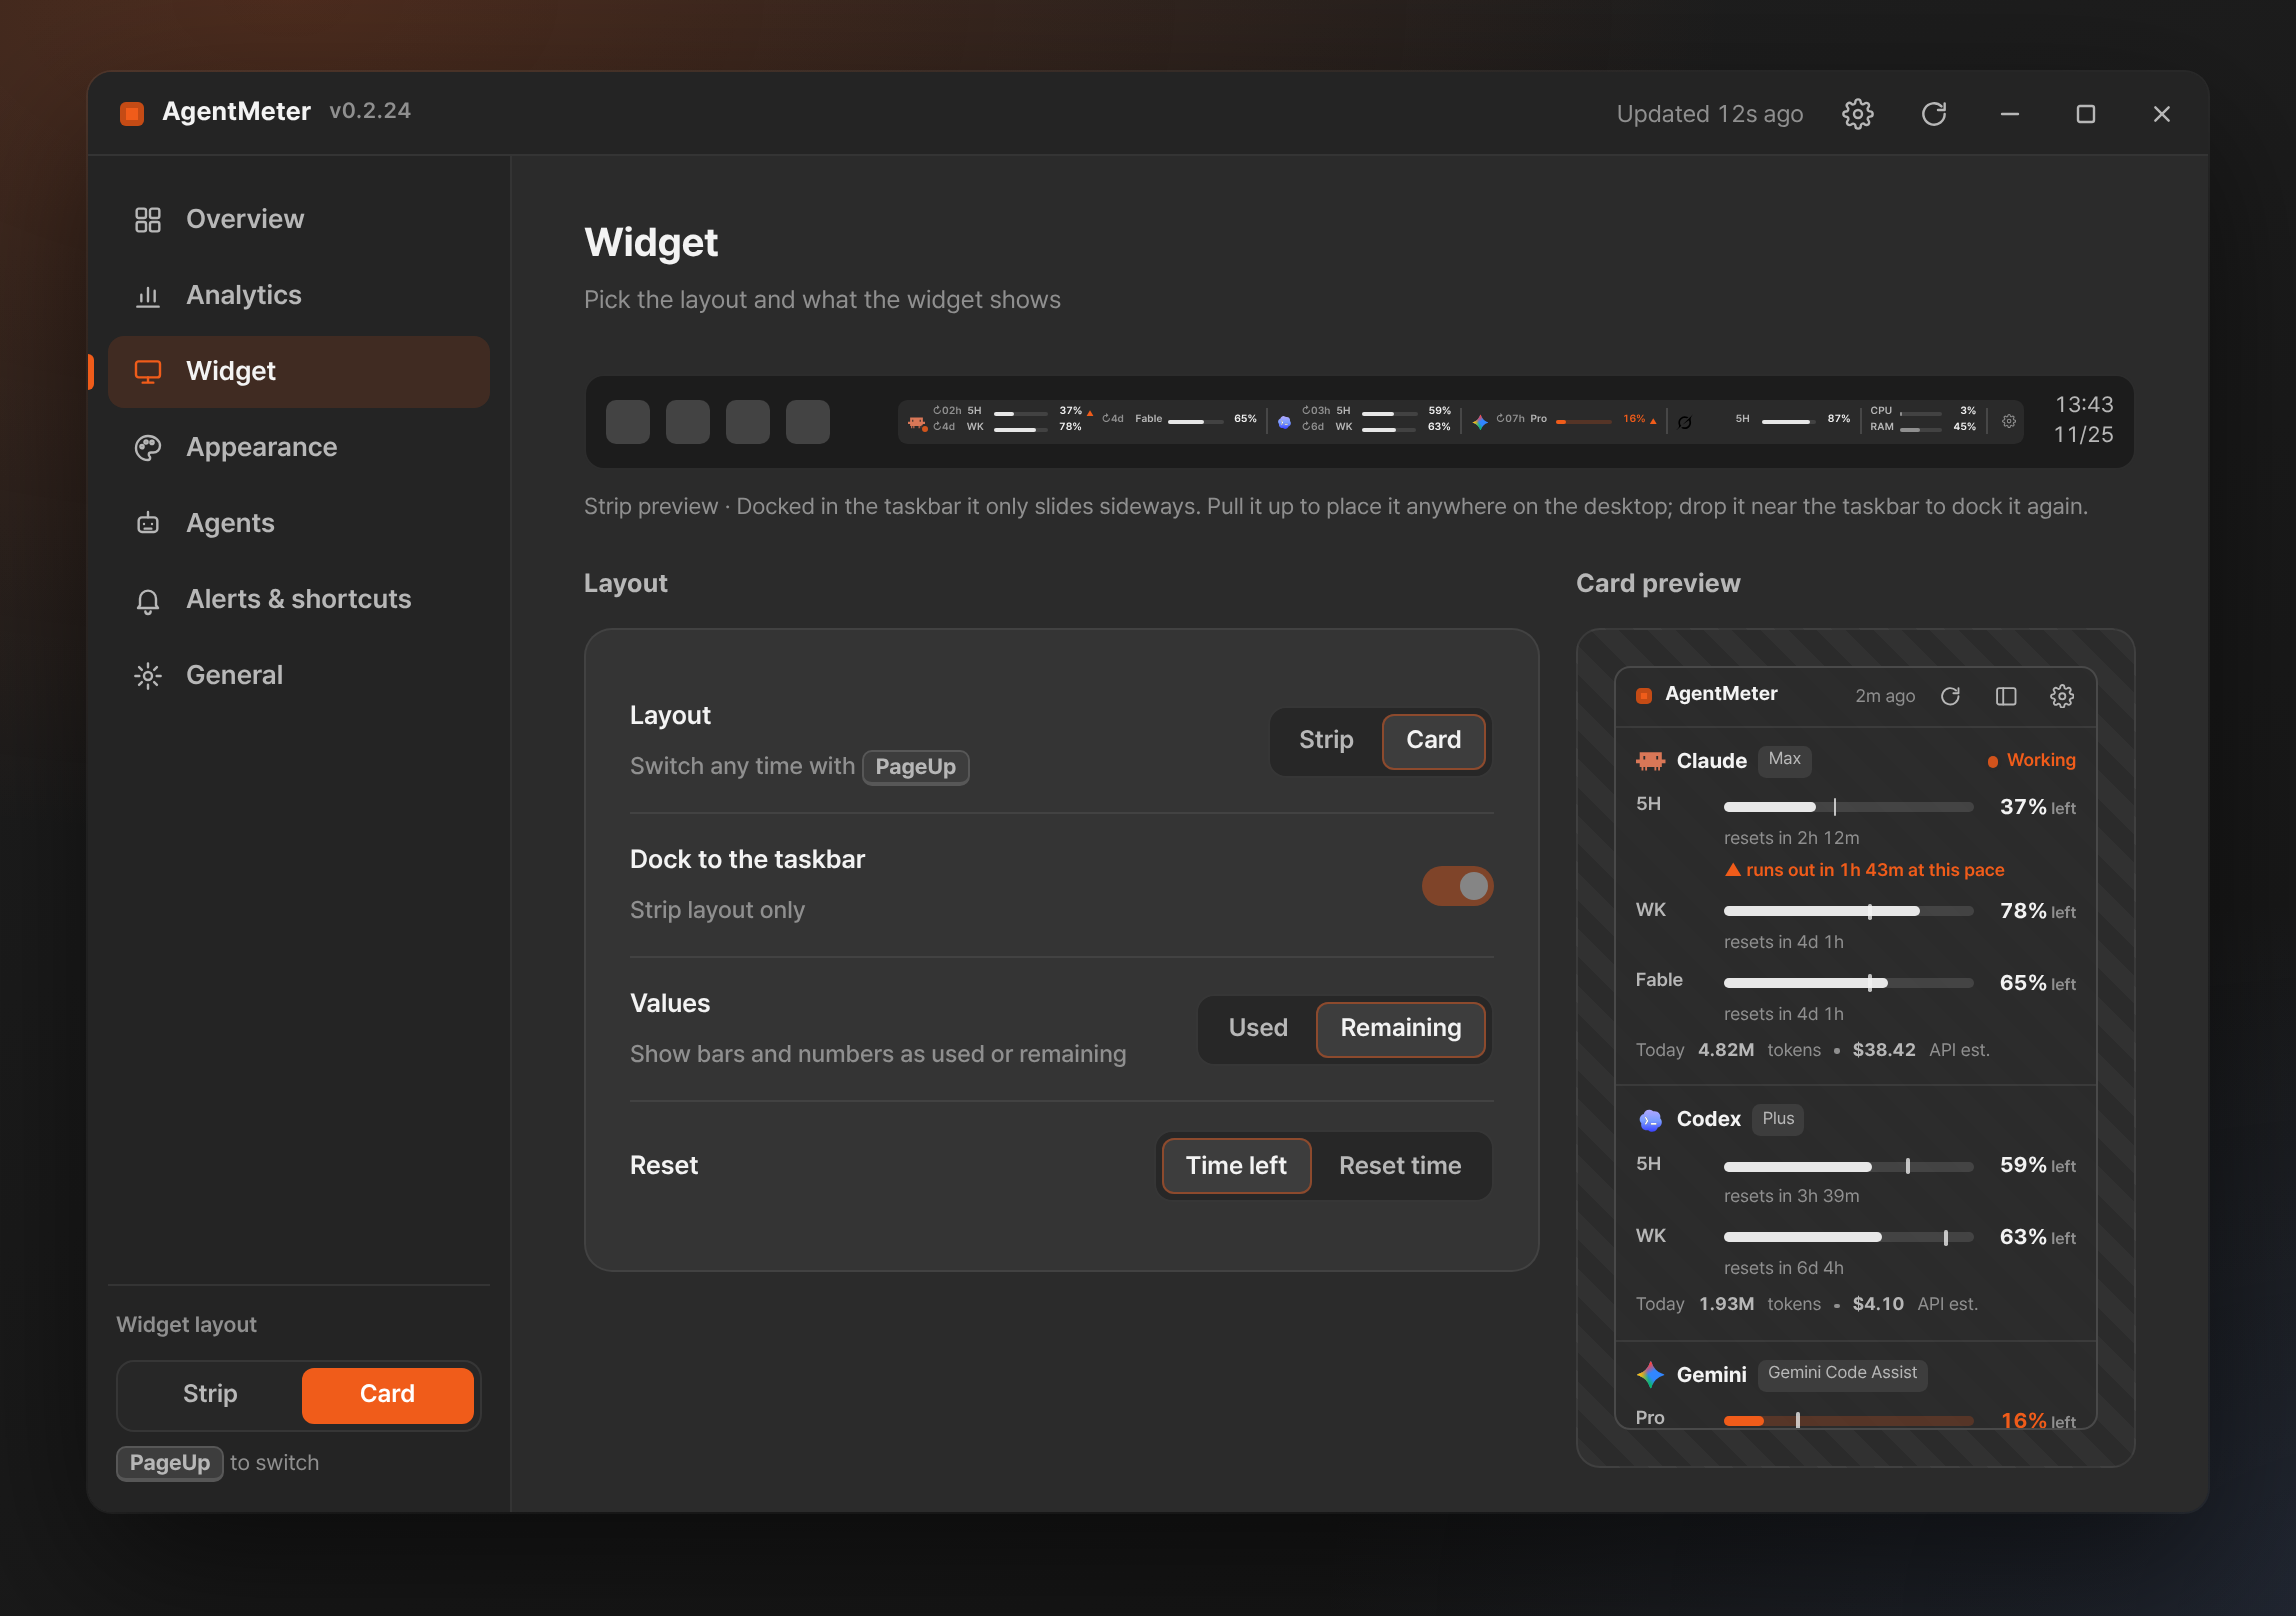 AgentMeter v0.2.24
Updated 12s ago
Overview
Analytics
Widget
Appearance
Agents
Alerts & shortcuts
General
Widget layout
Strip Card
PageUp to switch
Widget
Pick the layout and what the widget shows
02h 5H 37%
4d WK 78%
4d Fable 65%
03h 5H 59%
6d WK 63%
07h Pro 16%
5H 87%
CPU 3%
RAM 45%
13:43
11/25
Strip preview · Docked in the taskbar it only slides sideways. Pull it up to place it anywhere on the desktop; drop it near the taskbar to dock it again.
Layout
Layout
Switch any time with PageUp
Strip Card
Dock to the taskbar
Strip layout only
Values
Show bars and numbers as used or remaining
Used Remaining
Reset
Time left Reset time
Card preview
AgentMeter 2m ago
Claude Max Working
5H 37% left
resets in 2h 12m
▲ runs out in 1h 43m at this pace
WK 78% left
resets in 4d 1h
Fable 65% left
resets in 4d 1h
Today 4.82M tokens • $38.42 API est.
Codex Plus
5H 59% left
resets in 3h 39m
WK 63% left
resets in 6d 4h
Today 1.93M tokens • $4.10 API est.
Gemini Gemini Code Assist
Pro 16% left